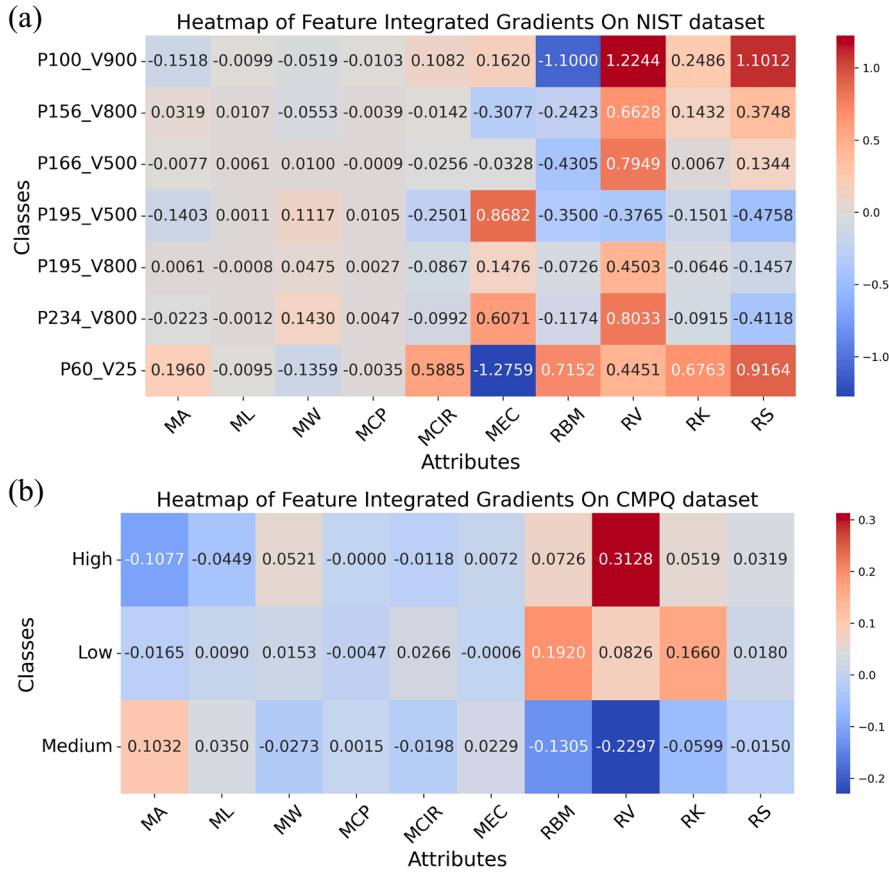 (a)
Heatmap of Feature Integrated Gradients On NIST dataset
P100_V900 -0.1518 -0.0099 -0.0519 -0.0103 0.1082 0.1620 -1.1000 1.2244 0.2486 1.1012
P156_V800 0.0319 0.0107 -0.0553 -0.0039 -0.0142 -0.3077 -0.2423 0.6628 0.1432 0.3748
P166_V500 -0.0077 0.0061 0.0100 -0.0009 -0.0256 -0.0328 -0.4305 0.7949 0.0067 0.1344
P195_V500 -0.1403 0.0011 0.1117 0.0105 -0.2501 0.8682 -0.3500 -0.3765 -0.1501 -0.4758
P195_V800 0.0061 -0.0008 0.0475 0.0027 -0.0867 0.1476 -0.0726 0.4503 -0.0646 -0.1457
P234_V800 -0.0223 -0.0012 0.1430 0.0047 -0.0992 0.6071 -0.1174 0.8033 -0.0915 -0.4118
P60_V25 0.1960 -0.0095 -0.1359 -0.0035 0.5885 -1.2759 0.7152 0.4451 0.6763 0.9164
Classes
MA ML MW MCP MCIR MEC RBM RV RK RS
Attributes
1.0
0.5
0.0
-0.5
-1.0
(b)
Heatmap of Feature Integrated Gradients On CMPQ dataset
High -0.1077 -0.0449 0.0521 -0.0000 -0.0118 0.0072 0.0726 0.3128 0.0519 0.0319
Low -0.0165 0.0090 0.0153 -0.0047 0.0266 -0.0006 0.1920 0.0826 0.1660 0.0180
Medium 0.1032 0.0350 -0.0273 0.0015 -0.0198 0.0229 -0.1305 -0.2297 -0.0599 -0.0150
Classes
MA ML MW MCP MCIR MEC RBM RV RK RS
Attributes
0.3
0.2
0.1
0.0
-0.1
-0.2